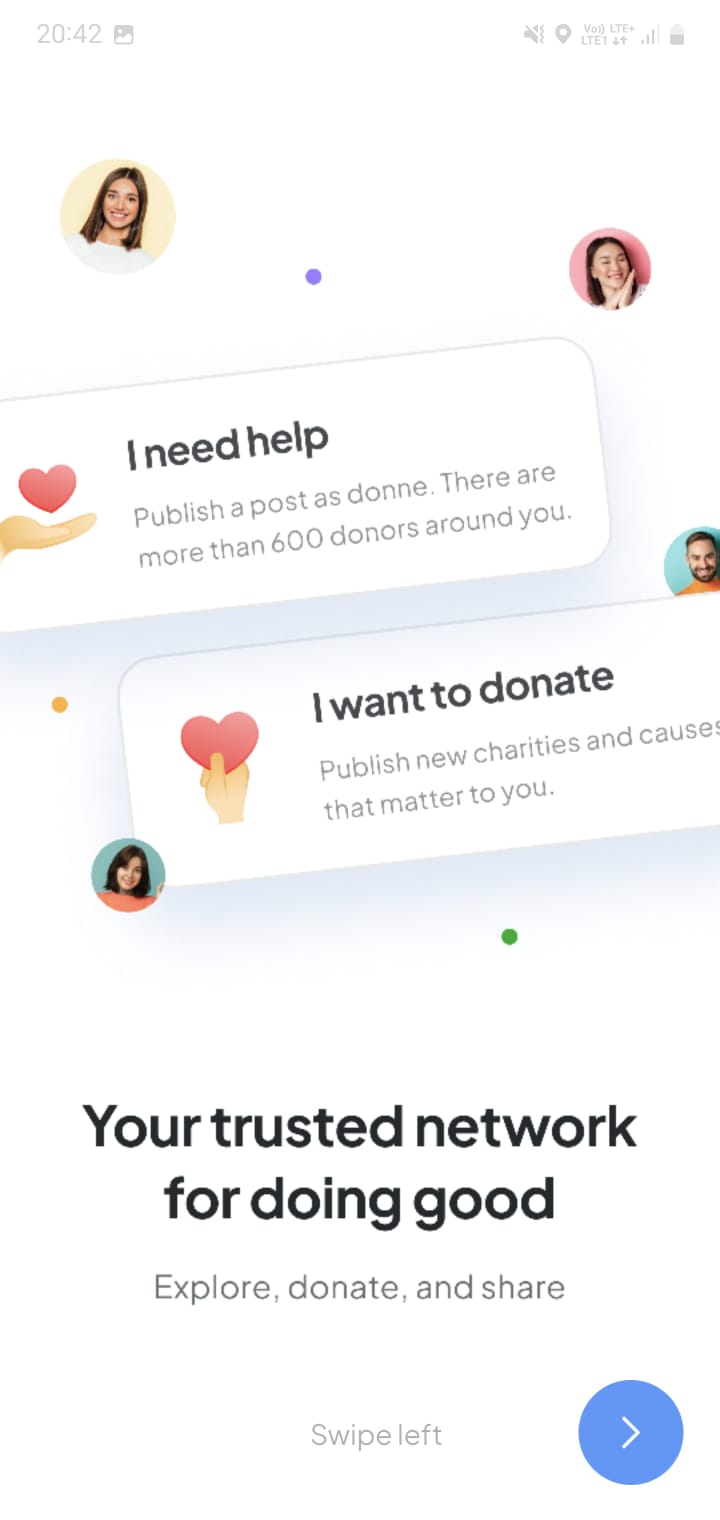 20:42
Vo)) LTE+
LTE1
I need help
Publish a post as donne. There are
more than 600 donors around you.
I want to donate
Publish new charities and causes
that matter to you.
Your trusted network
for doing good
Explore, donate, and share
Swipe left